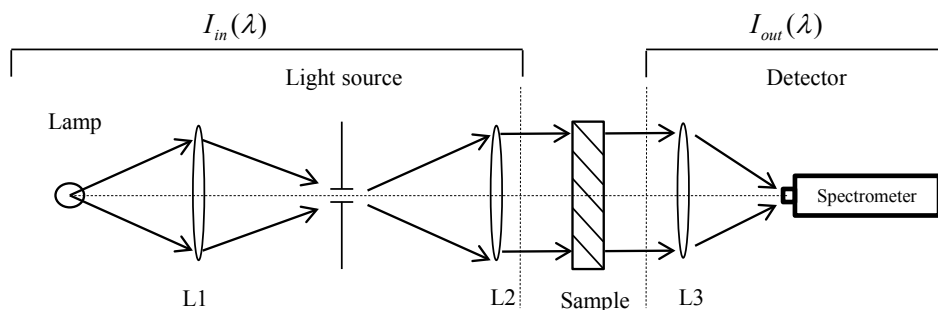 I_in(λ)
I_out(λ)
Light source
Detector
Lamp
Spectrometer
L1
L2
Sample
L3